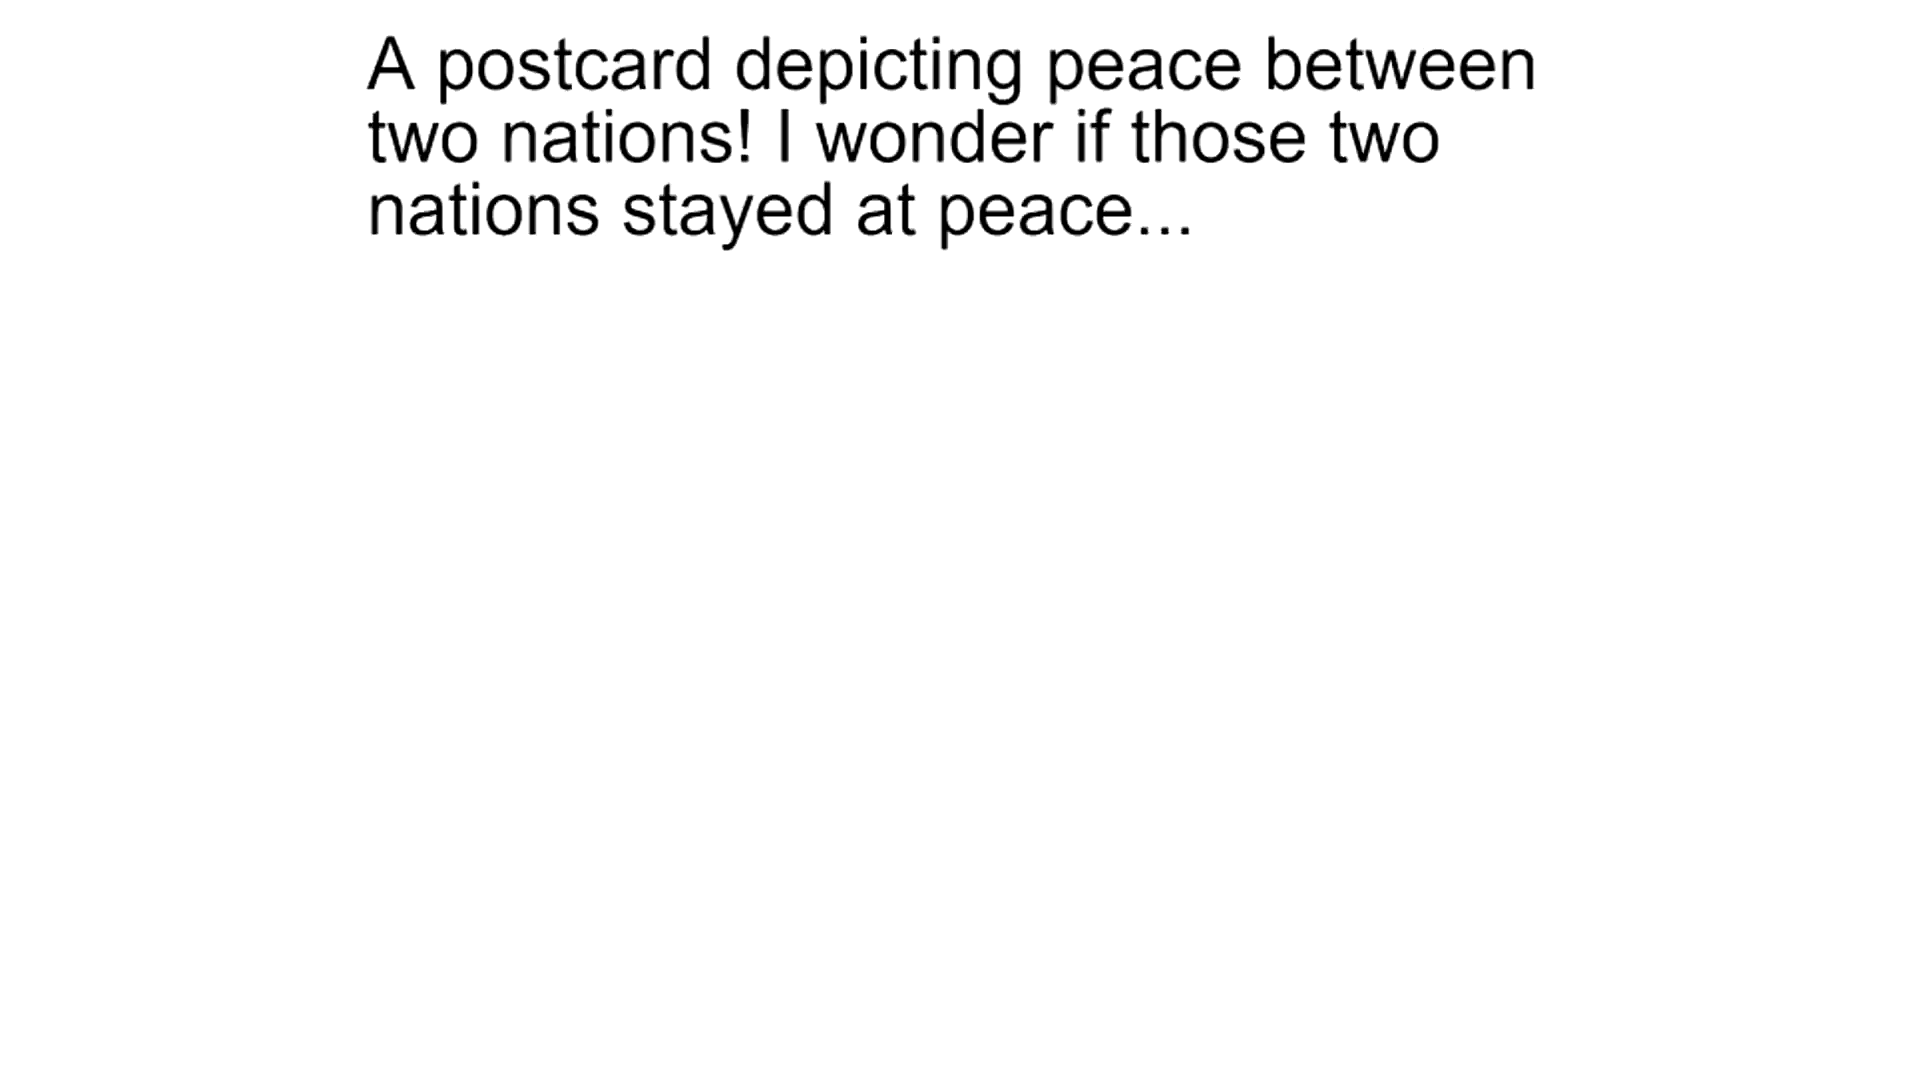 A postcard depicting peace between
two nations! I wonder if those two
nations stayed at peace...